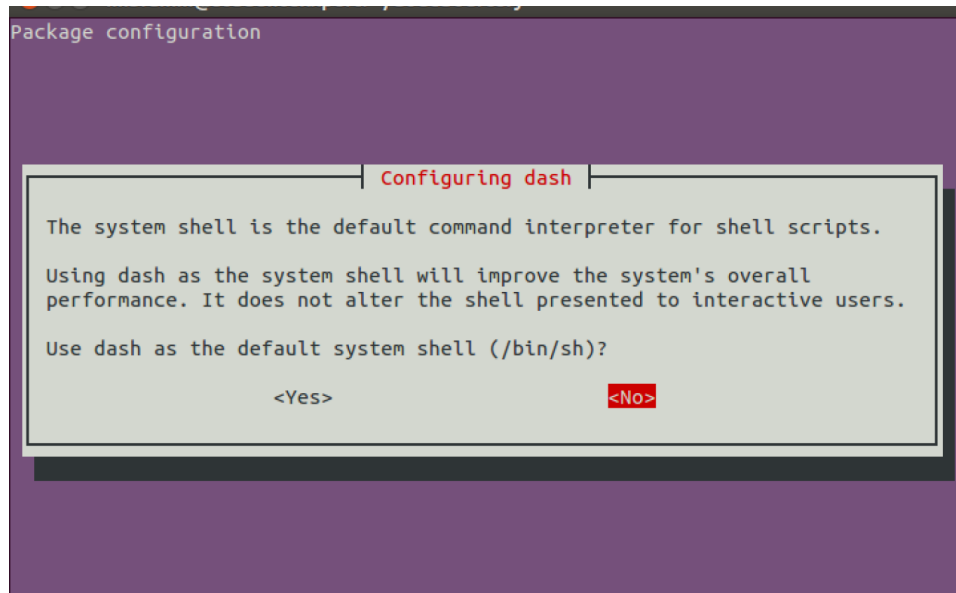 Package configuration
Configuring dash
The system shell is the default command interpreter for shell scripts.
Using dash as the system shell will improve the system's overall
performance. It does not alter the shell presented to interactive users.
Use dash as the default system shell (/bin/sh)?
<Yes> <No>